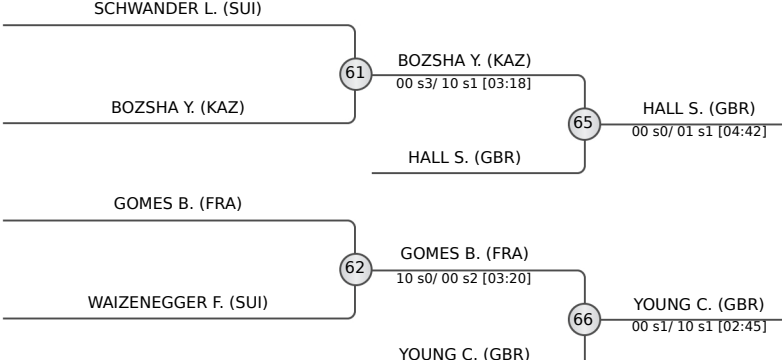 SCHWANDER L. (SUI)
61
BOZSHA Y. (KAZ)
00 s3/ 10 s1 [03:18]
BOZSHA Y. (KAZ)
65
HALL S. (GBR)
00 s0/ 01 s1 [04:42]
HALL S. (GBR)
GOMES B. (FRA)
62
GOMES B. (FRA)
10 s0/ 00 s2 [03:20]
WAIZENEGGER F. (SUI)
66
YOUNG C. (GBR)
00 s1/ 10 s1 [02:45]
YOUNG C. (GBR)